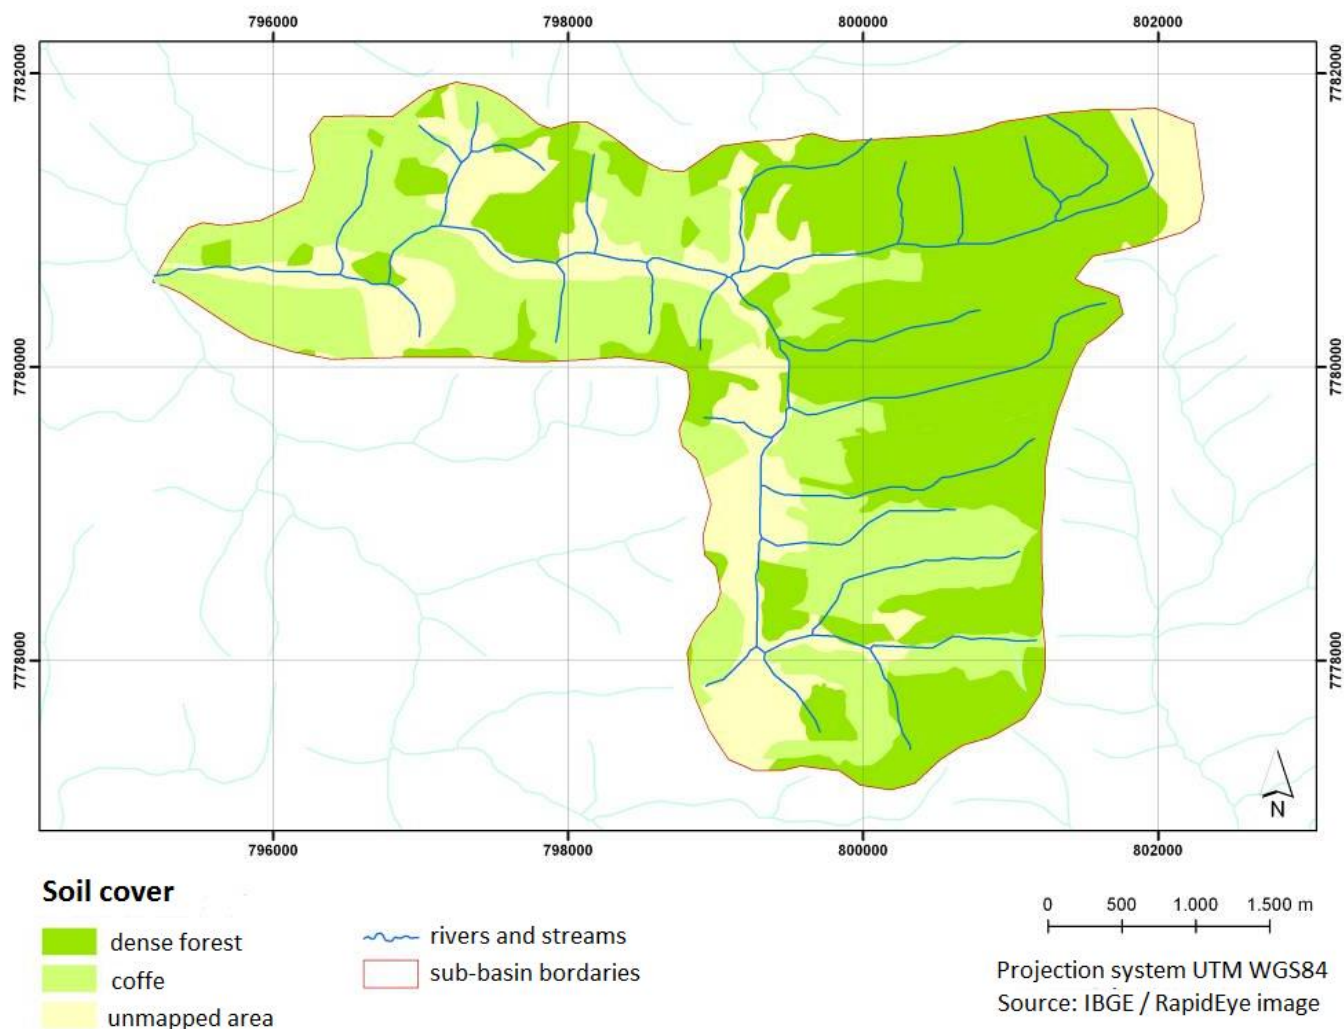 796000 798000 800000 802000
7782000 7782000
7780000 7780000
7778000 7778000
N
796000 798000 800000 802000
Soil cover
dense forest
coffe
unmapped area
rivers and streams
sub-basin bordaries
0 500 1.000 1.500 m
Projection system UTM WGS84
Source: IBGE / RapidEye image